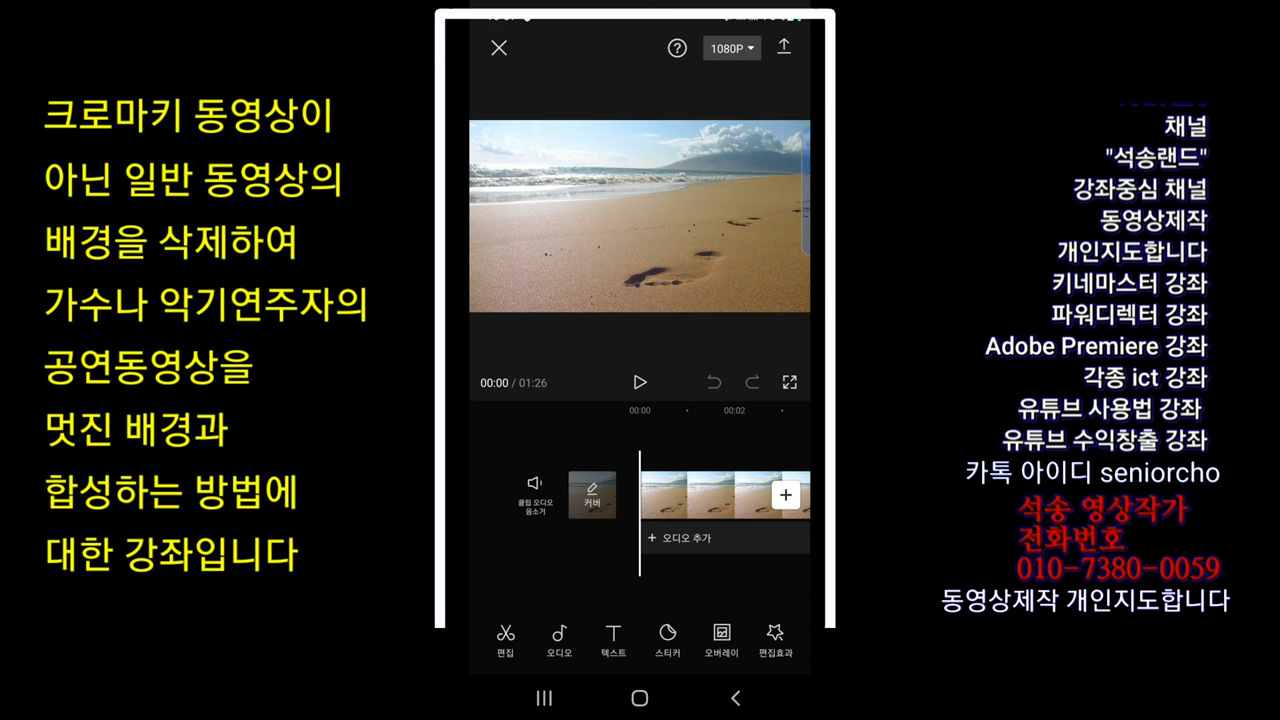 크로마키 동영상이
아닌 일반 동영상의
배경을 삭제하여
가수나 악기연주자의
공연동영상을
멋진 배경과
합성하는 방법에
대한 강좌입니다
1080P
00:00 / 01:26
00:00
00:02
클립 오디오
음소거
커버
오디오 추가
편집
오디오
텍스트
스티커
오버레이
편집효과
채널
"석송랜드"
강좌중심 채널
동영상제작
개인지도합니다
키네마스터 강좌
파워디렉터 강좌
Adobe Premiere 강좌
각종 ict 강좌
유튜브 사용법 강좌
유튜브 수익창출 강좌
카톡 아이디 seniorcho
석송 영상작가
전화번호
010-7380-0059
동영상제작 개인지도합니다